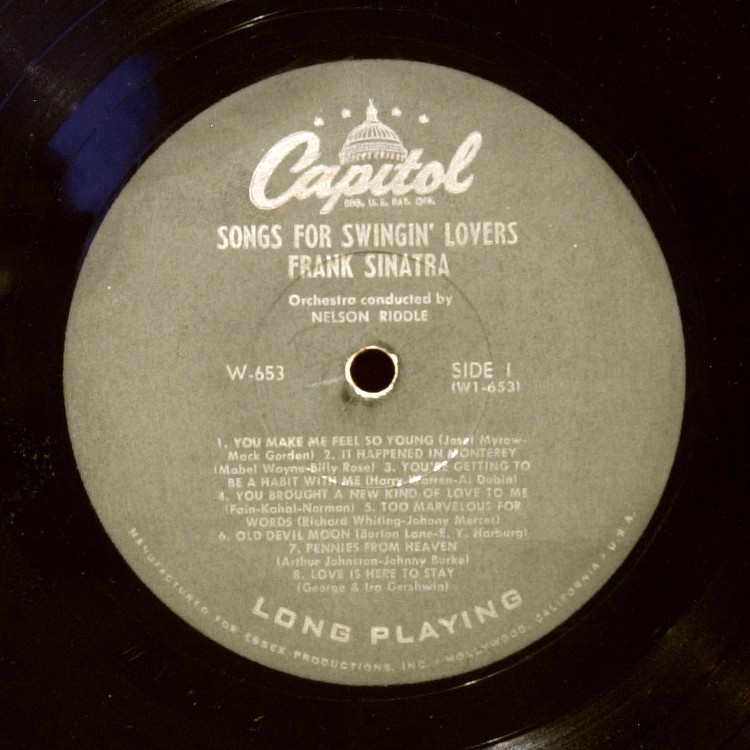 Capitol
REG. U.S. PAT. OFF.
SONGS FOR SWINGIN' LOVERS
FRANK SINATRA
Orchestra conducted by
NELSON RIDDLE
W-653
SIDE 1
(W1-653)
1. YOU MAKE ME FEEL SO YOUNG (Josef Myrow-
Mack Gordon) 2. IT HAPPENED IN MONTEREY
(Mabel Wayne-Billy Rose) 3. YOU'RE GETTING TO
BE A HABIT WITH ME (Harry Warren-Al Dubin)
4. YOU BROUGHT A NEW KIND OF LOVE TO ME
(Fain-Kahal-Norman) 5. TOO MARVELOUS FOR
WORDS (Richard Whiting-Johnny Mercer)
6. OLD DEVIL MOON (Burton Lane-E. Y. Harburg)
7. PENNIES FROM HEAVEN
(Arthur Johnston-Johnny Burke)
8. LOVE IS HERE TO STAY
(George & Ira Gershwin)
LONG PLAYING
MANUFACTURED FOR ESSEX PRODUCTIONS, INC. • HOLLYWOOD, CALIFORNIA, U.S.A.